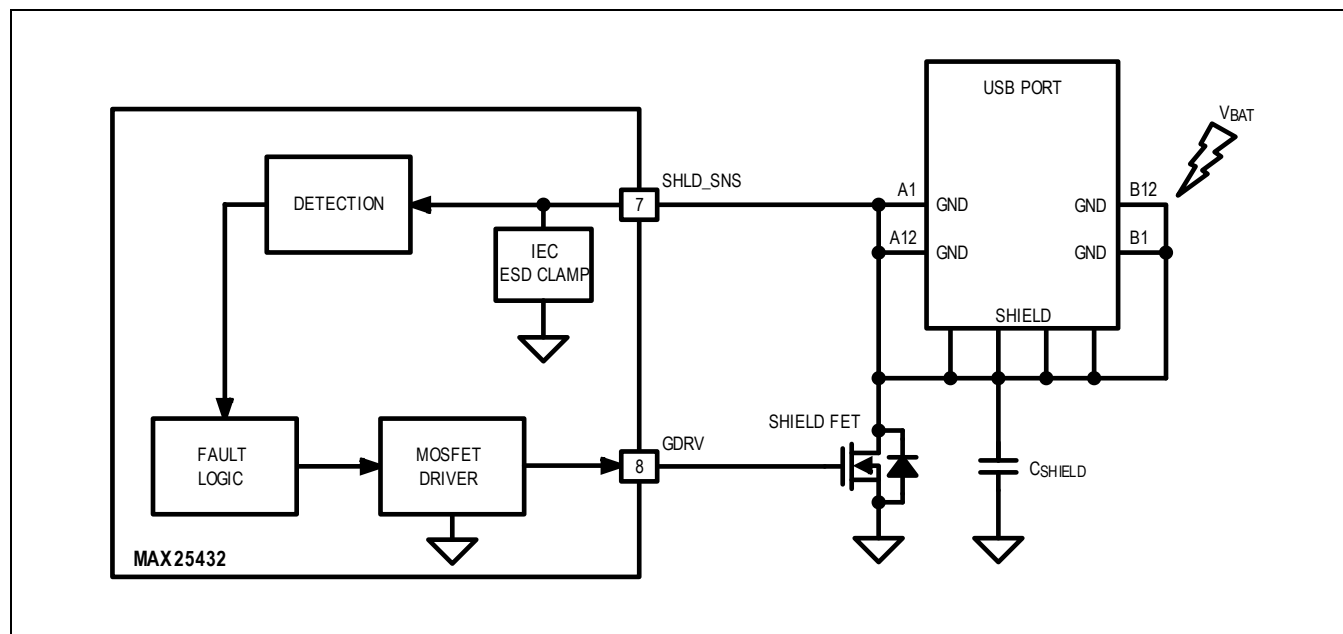 USB PORT
VBAT
SHLD_SNS
A1
B12
DETECTION
7
GND
GND
A12
B1
IEC
ESD CLAMP
GND
GND
SHIELD
SHIELD FET
FAULT
LOGIC
MOSFET
DRIVER
GDRV
8
CSHIELD
MAX25432